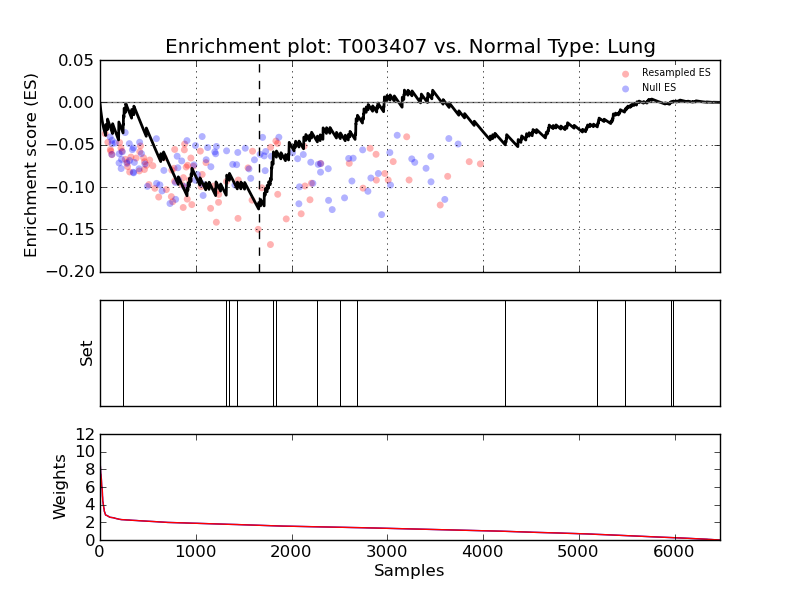 Enrichment plot: T003407 vs. Normal Type: Lung
Enrichment score (ES)
0.05
0.00
−0.05
−0.10
−0.15
−0.20
Resampled ES
Null ES
Set
Weights
12
10
8
6
4
2
0
0 1000 2000 3000 4000 5000 6000
Samples